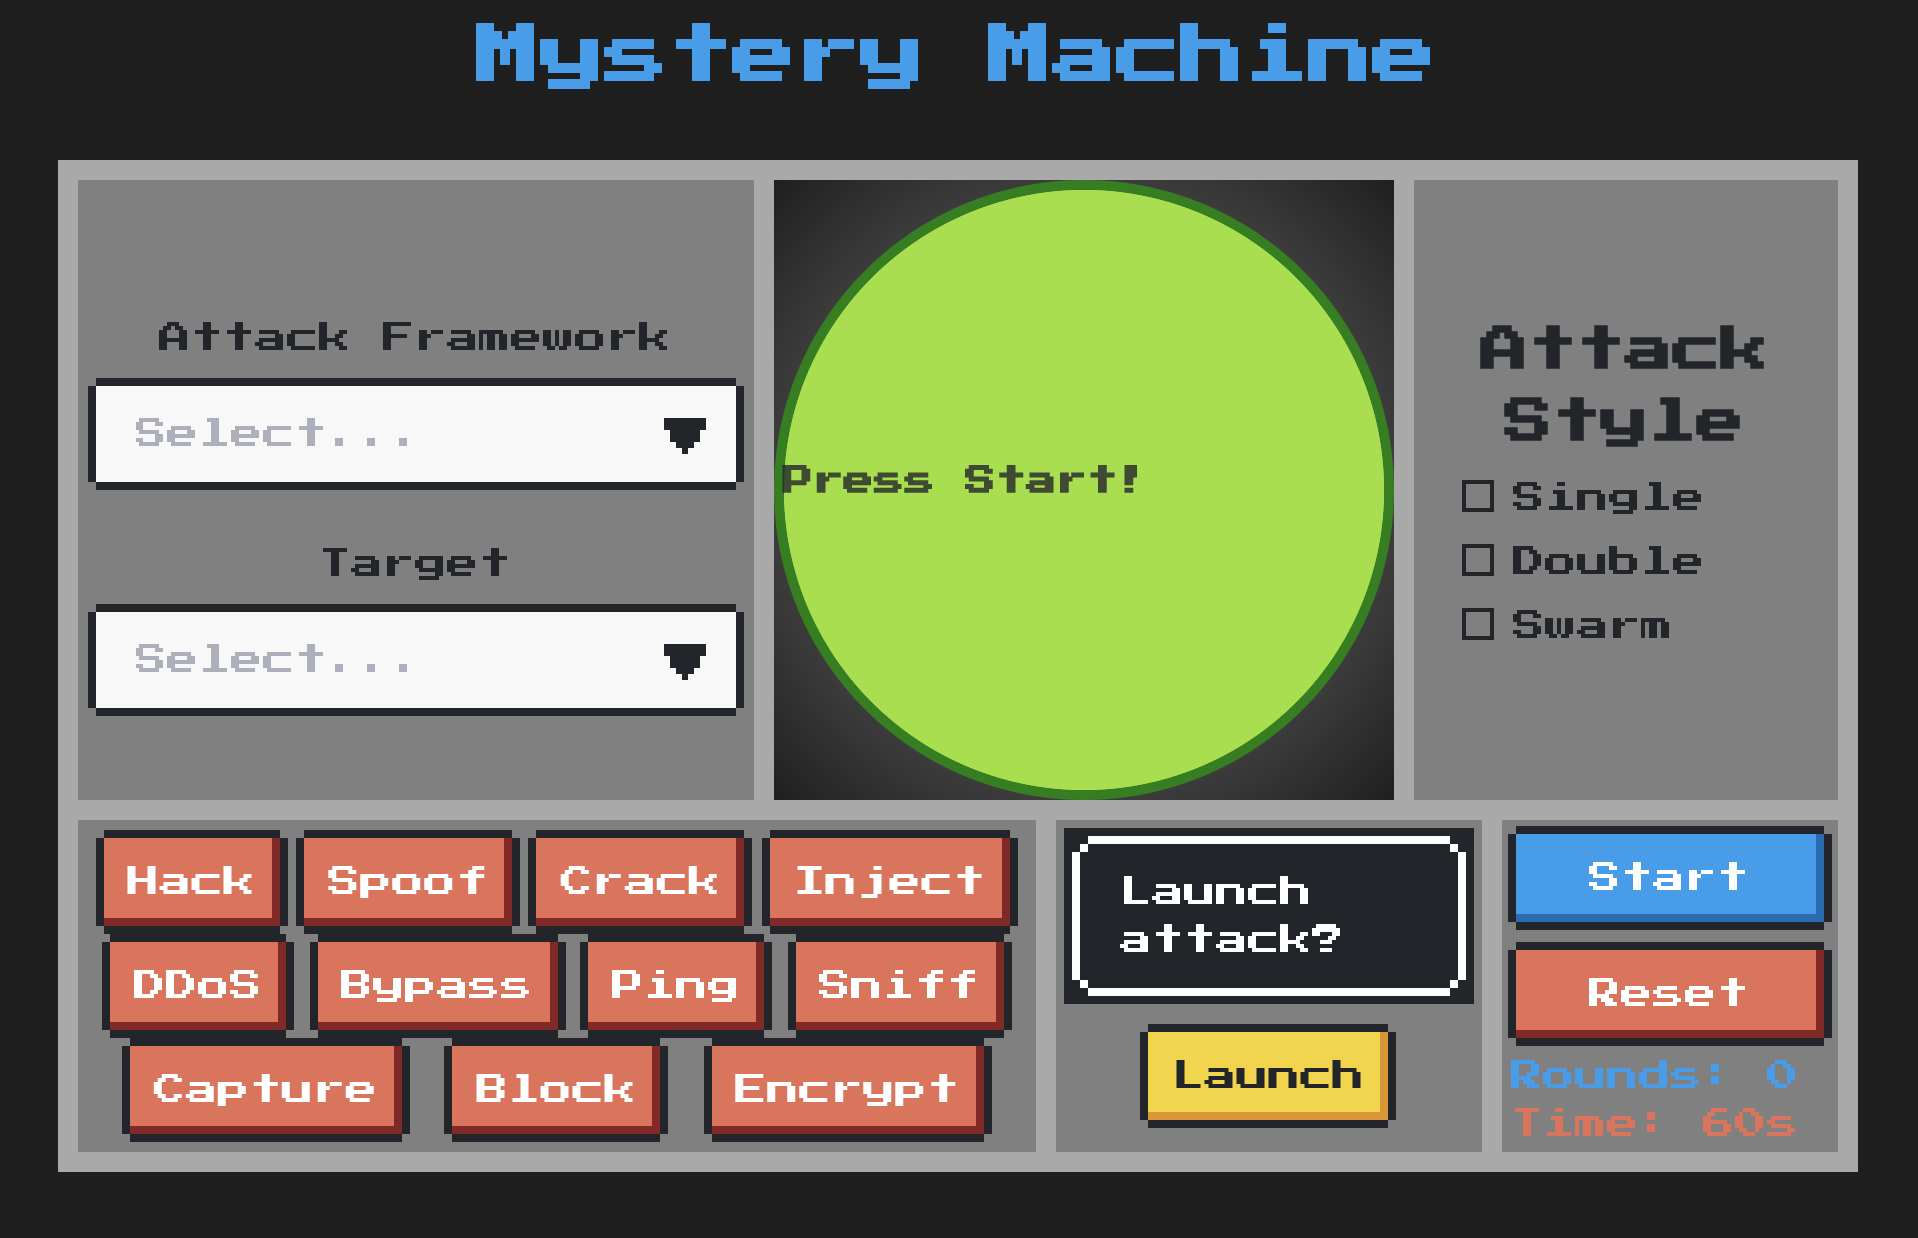 Mystery Machine
Attack Framework
Select...
Target
Select...
Press Start!
Attack
Style
Single
Double
Swarm
Hack Spoof Crack Inject
DDoS Bypass Ping Sniff
Capture Block Encrypt
Launch
attack?
Launch
Start
Reset
Rounds: 0
Time: 60s